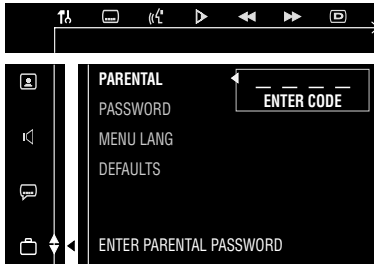 PARENTAL
_ _ _ _
ENTER CODE
PASSWORD
MENU LANG
DEFAULTS
ENTER PARENTAL PASSWORD